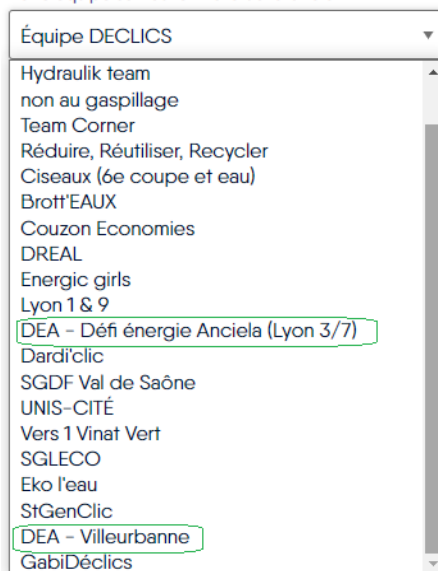 Équipe DECLICS
Hydraulik team
non au gaspillage
Team Corner
Réduire, Réutiliser, Recycler
Ciseaux (6e coupe et eau)
Brott'EAUX
Couzon Economies
DREAL
Energic girls
Lyon 1 & 9
DEA - Défi énergie Anciela (Lyon 3/7)
Dardi'clic
SGDF Val de Saône
UNIS-CITÉ
Vers 1 Vinat Vert
SGLECO
Eko l'eau
StGenClic
DEA - Villeurbanne
GabiDéclics